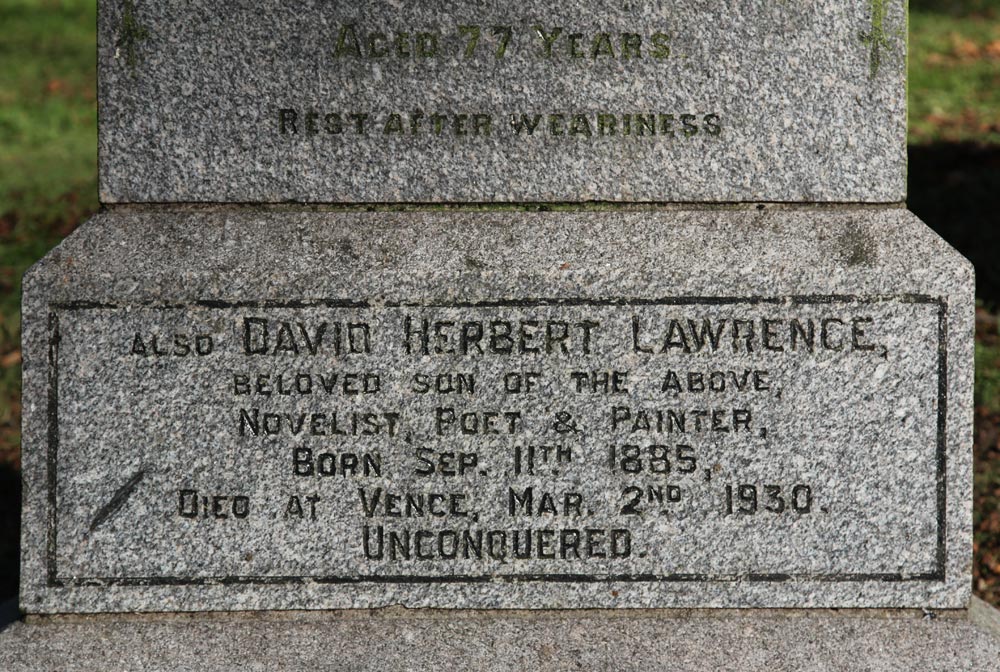 AGED 77 YEARS.
REST AFTER WEARINESS
ALSO DAVID HERBERT LAWRENCE,
BELOVED SON OF THE ABOVE,
NOVELIST, POET & PAINTER,
BORN SEP. 11TH 1885,
DIED AT VENCE, MAR. 2ND 1930.
UNCONQUERED.